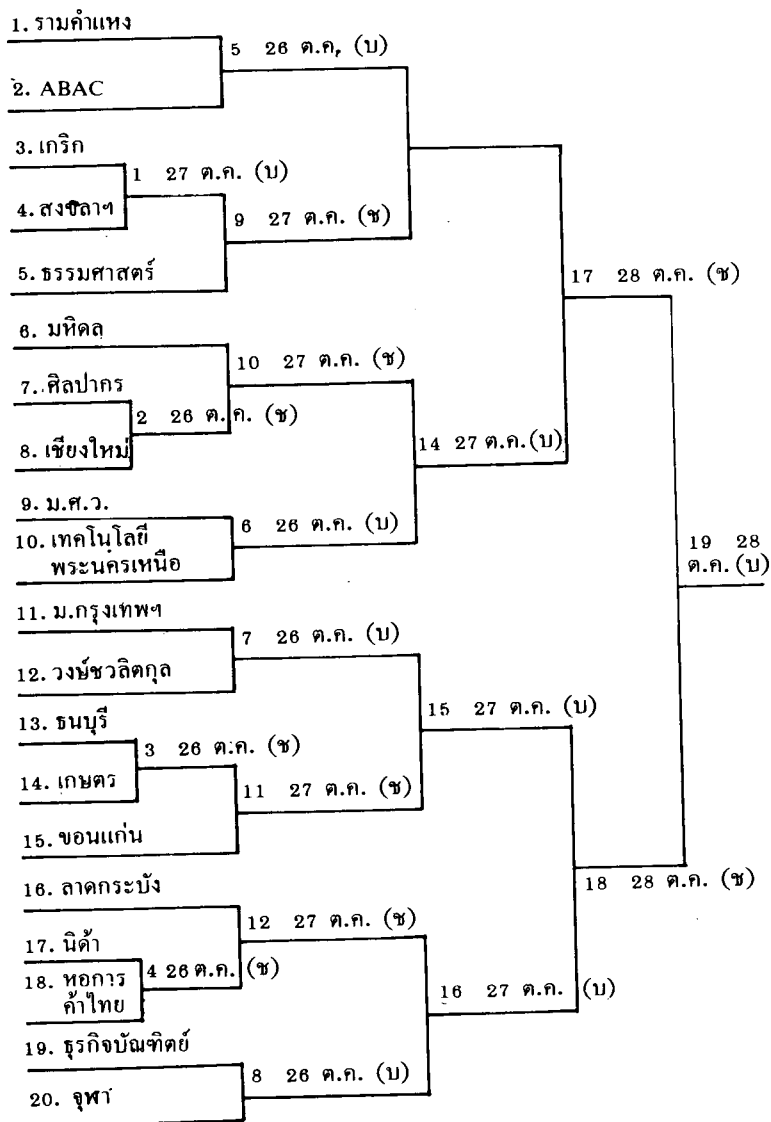 1. รามคำแหง
5 26 ต.ค. (บ)
2. ABAC
3. เกริก
1 27 ต.ค. (บ)
4. สงขลาฯ
9 27 ต.ค. (ช)
5. ธรรมศาสตร์
17 28 ต.ค. (ช)
6. มหิดล
10 27 ต.ค. (ช)
7. ศิลปากร
2 26 ต.ค. (ช)
8. เชียงใหม่
14 27 ต.ค. (บ)
9. ม.ศ.ว.
6 26 ต.ค. (บ)
10. เทคโนโลยี
พระนครเหนือ
19 28
ต.ค. (บ)
11. ม.กรุงเทพฯ
7 26 ต.ค. (บ)
12. วงษ์ชวลิตกุล
15 27 ต.ค. (บ)
13. ธนบุรี
3 26 ต.ค. (ช)
14. เกษตร
11 27 ต.ค. (ช)
15. ขอนแก่น
18 28 ต.ค. (ช)
16. ลาดกระบัง
12 27 ต.ค. (ช)
17. นิด้า
4 26 ต.ค. (ช)
18. หอการ
ค้าไทย
16 27 ต.ค. (บ)
19. ธุรกิจบัณฑิตย์
8 26 ต.ค. (บ)
20. จุฬา